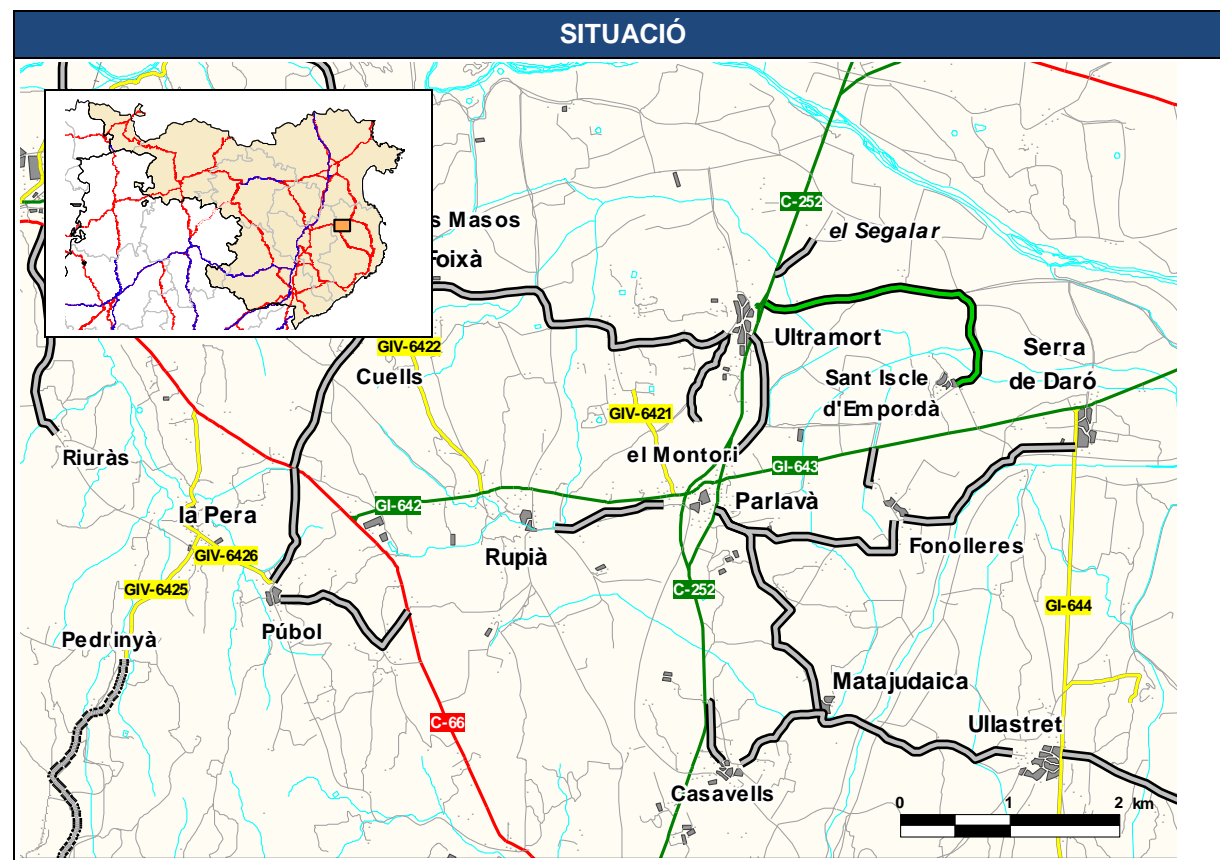 SITUACIÓ
C-252
el Segalar
s Masos
Foixà
Ultramort
GIV-6422
Cuells
Serra
de Daró
Sant Iscle
d'Empordà
GIV-6421
el Montori
GI-643
Riuràs
GI-642
Parlavà
la Pera
Rupià
Fonolleres
GIV-6426
GIV-6425
C-252
GI-644
Púbol
Pedrinyà
Matajudaica
C-66
Ullastret
Casavells
0 1 2 km